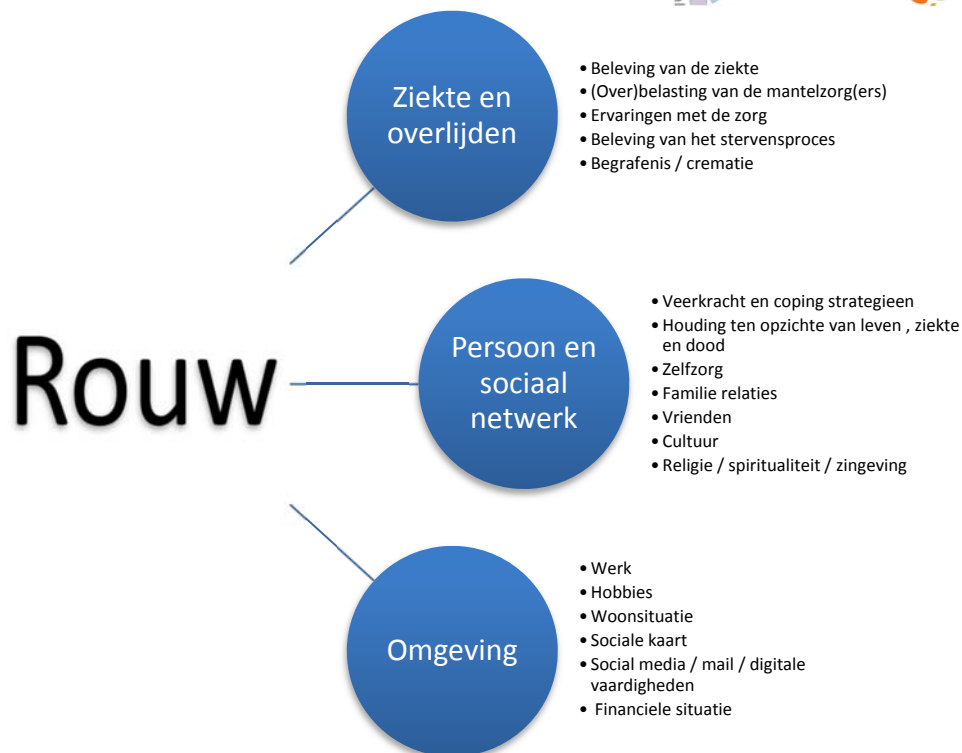 Ziekte en
overlijden
• Beleving van de ziekte
• (Over)belasting van de mantelzorg(ers)
• Ervaringen met de zorg
• Beleving van het stervensproces
• Begrafenis / crematie
Rouw
Persoon en
sociaal
netwerk
• Veerkracht en coping strategieen
• Houding ten opzichte van leven , ziekte
en dood
• Zelfzorg
• Familie relaties
• Vrienden
• Cultuur
• Religie / spiritualiteit / zingeving
Omgeving
• Werk
• Hobbies
• Woonsituatie
• Sociale kaart
• Social media / mail / digitale
vaardigheden
• Financiele situatie